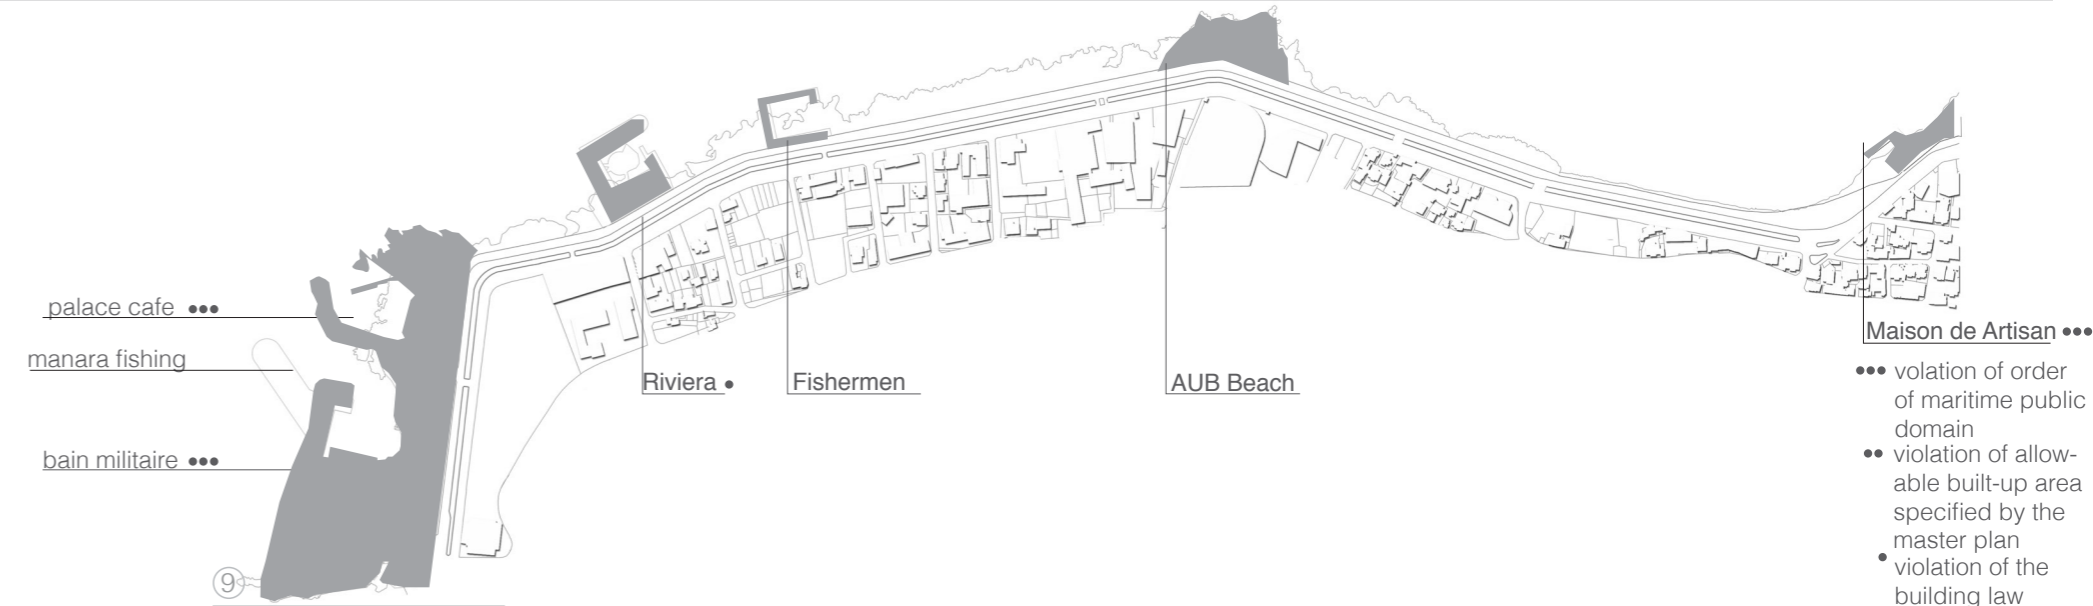 palace cafe •••
manara fishing
bain militaire •••
9
Riviera •
Fishermen
AUB Beach
Maison de Artisan •••
••• volation of order
of maritime public
domain
•• violation of allow-
able built-up area
specified by the
master plan
• violation of the
building law